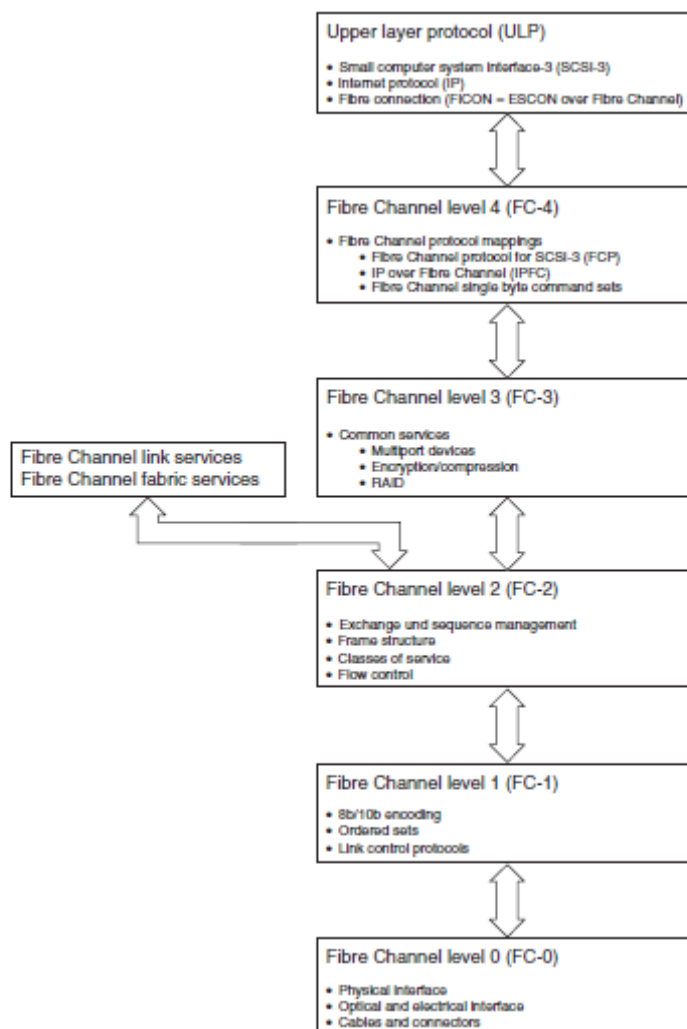 Upper layer protocol (ULP)
• Small computer system interface-3 (SCSI-3)
• Internet protocol (IP)
• Fibre connection (FICON = ESCON over Fibre Channel)
Fibre Channel level 4 (FC-4)
• Fibre Channel protocol mappings
• Fibre Channel protocol for SCSI-3 (FCP)
• IP over Fibre Channel (IPFC)
• Fibre Channel single byte command sets
Fibre Channel level 3 (FC-3)
• Common services
• Multiport devices
• Encryption/compression
• RAID
Fibre Channel link services
Fibre Channel fabric services
Fibre Channel level 2 (FC-2)
• Exchange und sequence management
• Frame structure
• Classes of service
• Flow control
Fibre Channel level 1 (FC-1)
• 8b/10b encoding
• Ordered sets
• Link control protocols
Fibre Channel level 0 (FC-0)
• Physical interface
• Optical and electrical interface
• Cables and connectors